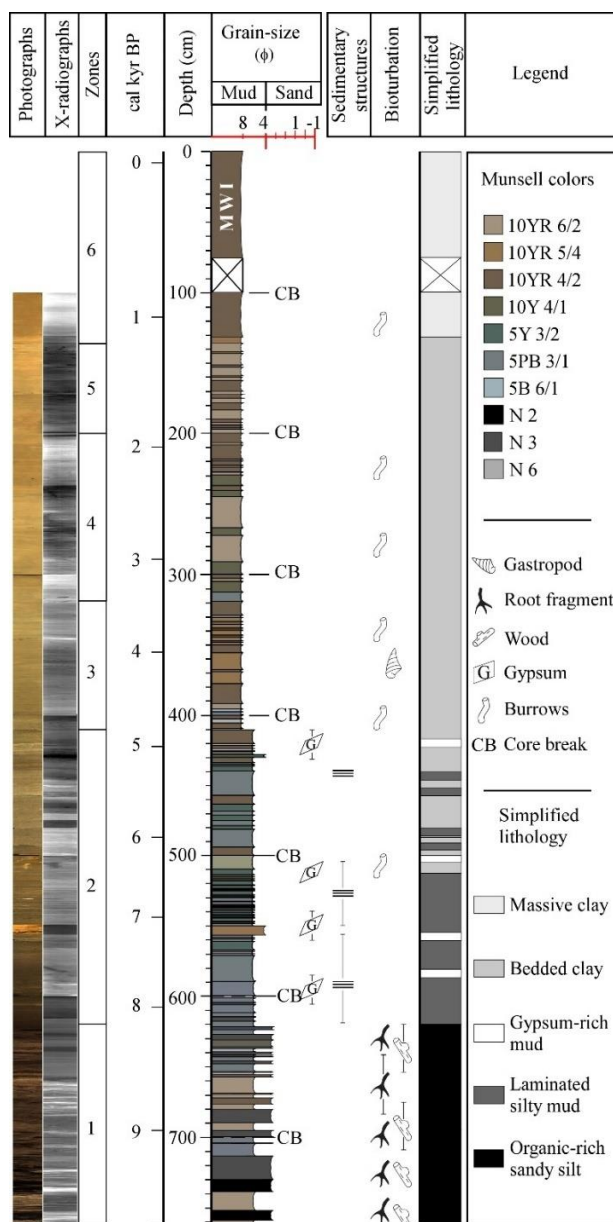 Photographs
X-radiographs
Zones
cal kyr BP
Depth (cm)
Grain-size
(ϕ)
Mud
Sand
8 4 1 -1
Sedimentary
structures
Bioturbation
Simplified
lithology
Legend
0
1
2
3
4
5
6
7
8
9
6
5
4
3
2
1
0
100
200
300
400
500
600
700
MWI
CB
CB
CB
CB
CB
CB
CB
G
G
G
G
Munsell colors
10YR 6/2
10YR 5/4
10YR 4/2
10Y 4/1
5Y 3/2
5PB 3/1
5B 6/1
N 2
N 3
N 6
Gastropod
Root fragment
Wood
G Gypsum
Burrows
CB Core break
Simplified
lithology
Massive clay
Bedded clay
Gypsum-rich
mud
Laminated
silty mud
Organic-rich
sandy silt